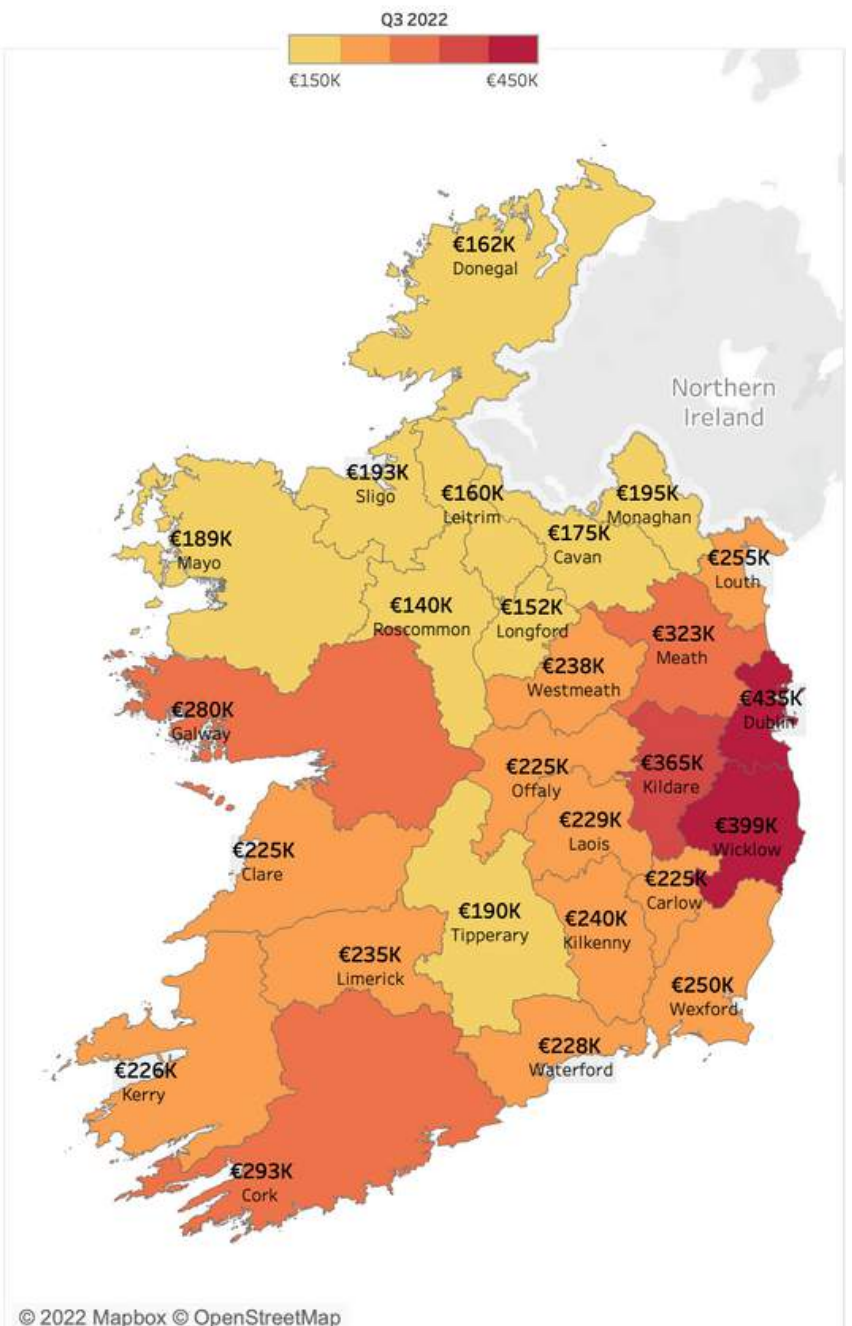 Q3 2022
€150K
€450K
€162K
Donegal
Northern
Ireland
€193K
Sligo
€160K
Leitrim
€195K
Monaghan
€189K
Mayo
€175K
Cavan
€255K
Louth
€140K
Roscommon
€152K
Longford
€323K
Meath
€238K
Westmeath
€280K
Galway
€435K
Dublin
€225K
Offaly
€365K
Kildare
€229K
Laois
€399K
Wicklow
€225K
Clare
€225K
Carlow
€190K
Tipperary
€240K
Kilkenny
€235K
Limerick
€250K
Wexford
€228K
Waterford
€226K
Kerry
€293K
Cork
© 2022 Mapbox © OpenStreetMap